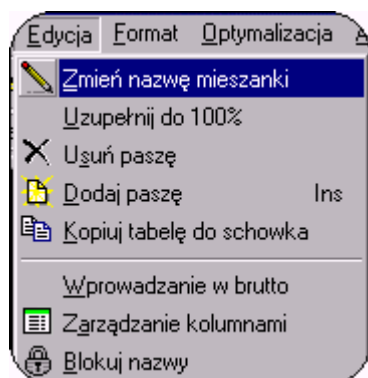 Edycja Format Optymalizacja
Zmień nazwę mieszanki
Uzupełnij do 100%
Usuń paszę
Dodaj paszę Ins
Kopiuj tabelę do schowka
Wprowadzanie w brutto
Zarządzanie kolumnami
Blokuj nazwy